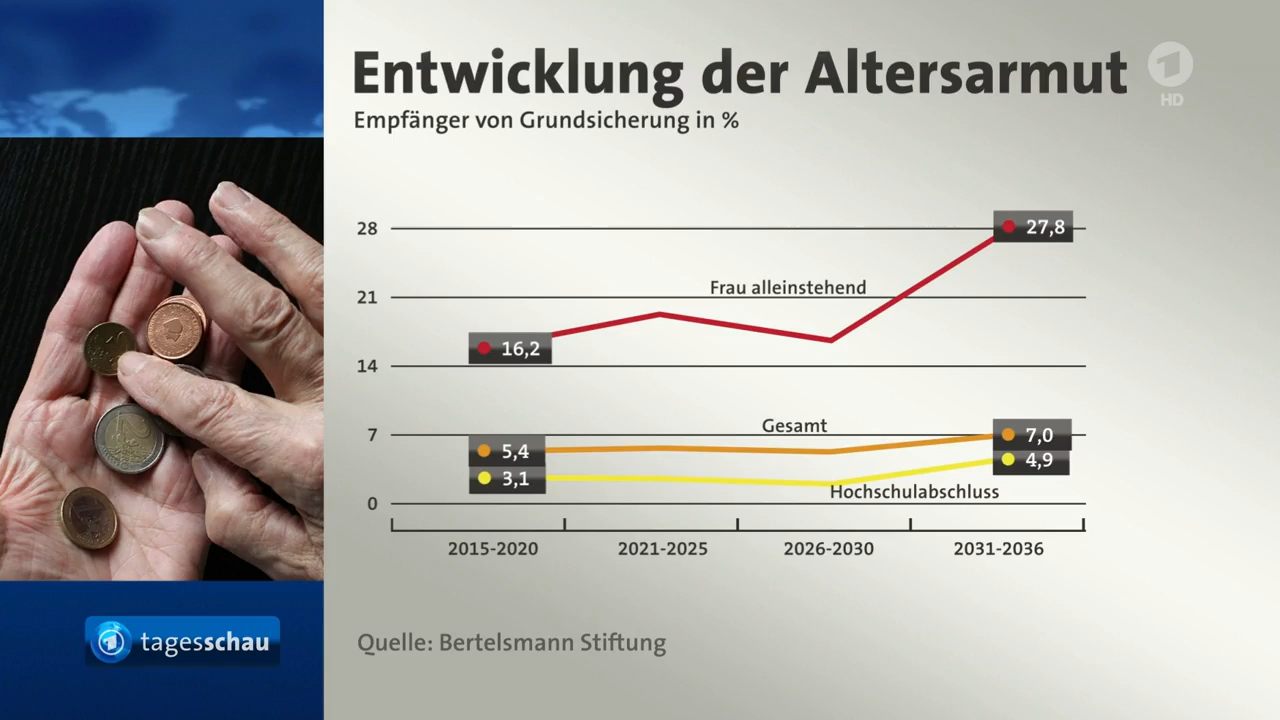 Entwicklung der Altersarmut
HD
Empfänger von Grundsicherung in %
28
27,8
Frau alleinstehend
21
16,2
14
Gesamt
7
7,0
5,4
4,9
3,1
Hochschulabschluss
0
2015-2020 2021-2025 2026-2030 2031-2036
tagesschau
Quelle: Bertelsmann Stiftung